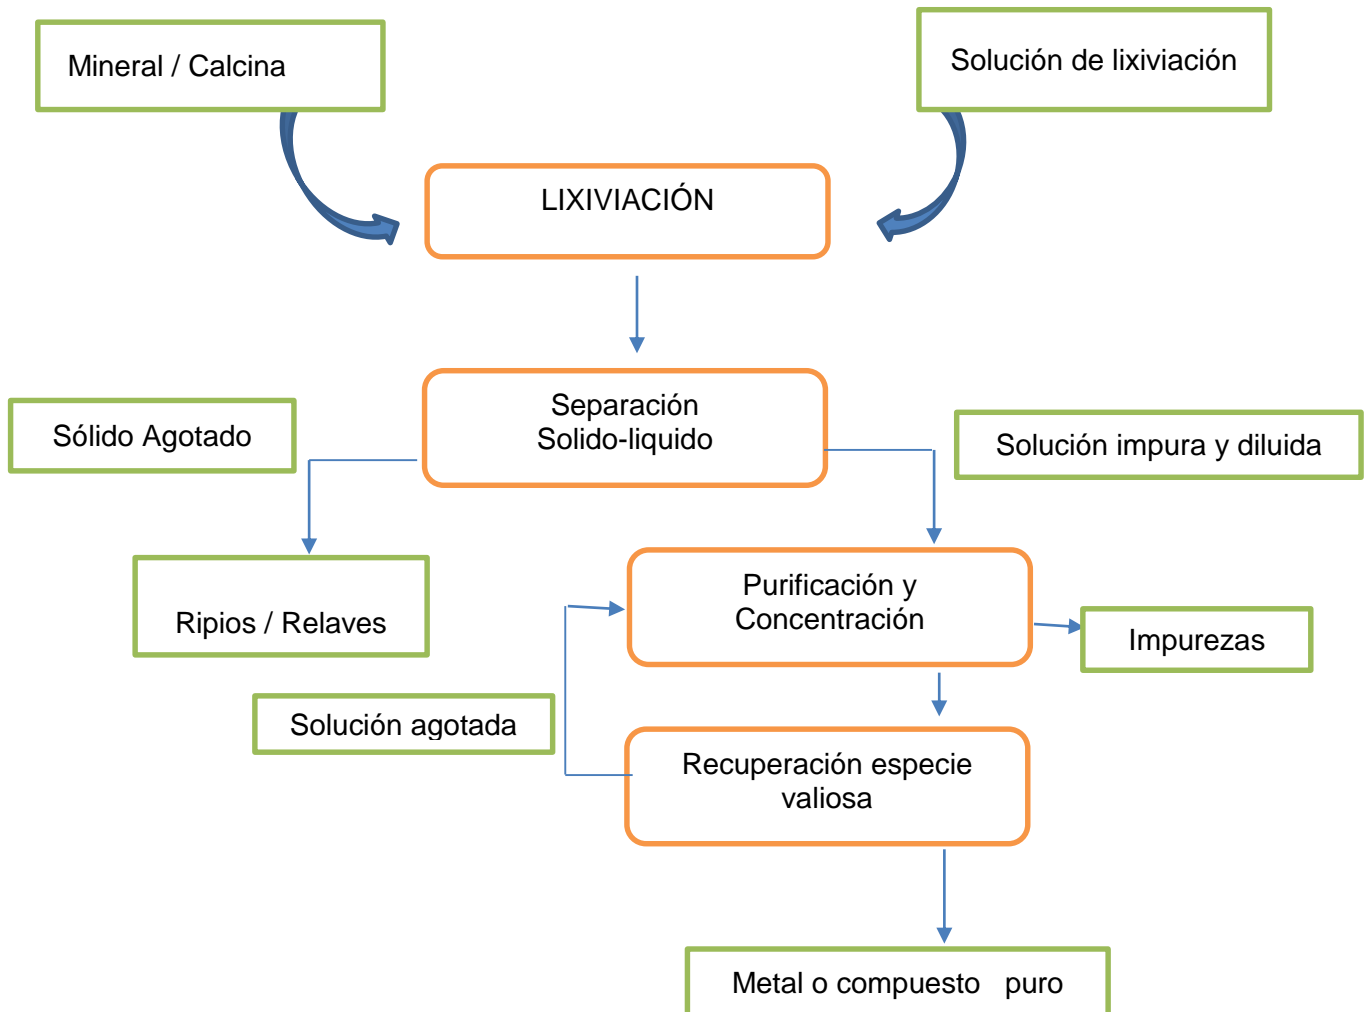 Mineral / Calcina
Solución de lixiviación
LIXIVIACIÓN
Separación
Solido-liquido
Sólido Agotado
Solución impura y diluida
Purificación y
Concentración
Ripios / Relaves
Impurezas
Solución agotada
Recuperación especie
valiosa
Metal o compuesto puro